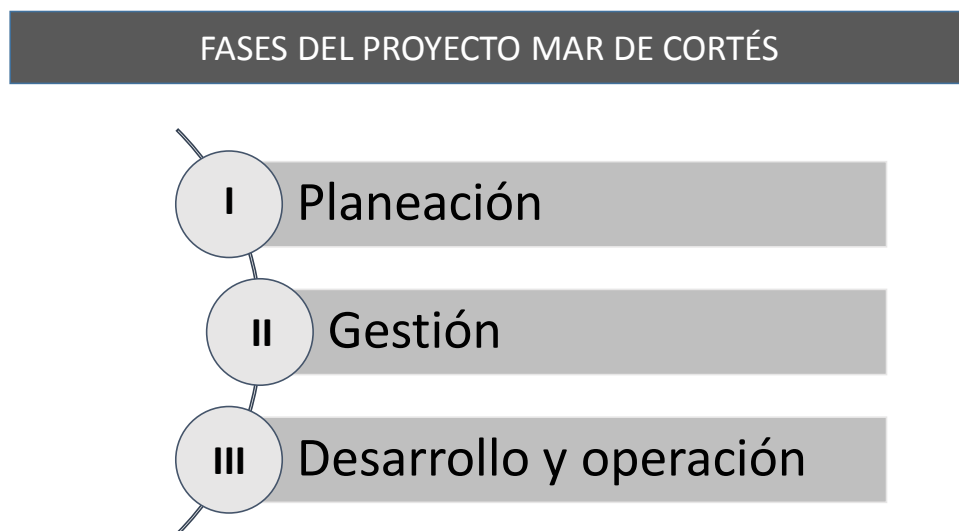 FASES DEL PROYECTO MAR DE CORTÉS
I Planeación
II Gestión
III Desarrollo y operación